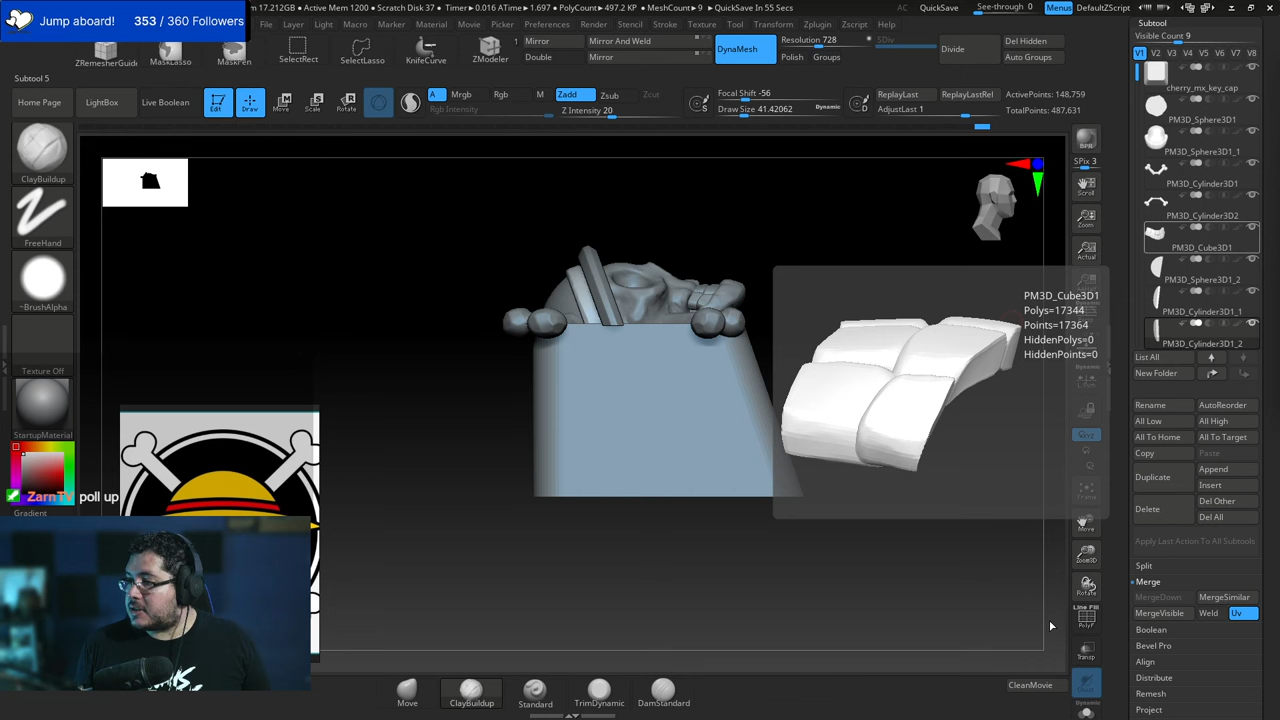 Jump aboard! 353 / 360 Followers
17.212GB • Active Mem 1200 • Scratch Disk 37 • Timer▸0.016 ATime▸1.697 • PolyCount▸497.2 KP • MeshCount▸9 • QuickSave In 55 Secs
AC QuickSave See-through 0 Menus DefaultZScript
File Layer Light Macro Marker Material Movie Picker Preferences Render Stencil Stroke Texture Tool Transform Zplugin Zscript Help
ZRemesherGuide MaskLasso MaskPen SelectRect SelectLasso KnifeCurve ZModeler 1
Mirror Mirror And Weld
Double Mirror
DynaMesh Resolution 728
Polish Groups
SDiv Divide
Del Hidden
Auto Groups
Subtool 5
Home Page LightBox Live Boolean Edit Draw Move Scale Rotate
A Mrgb Rgb M Zadd Zsub Zcut
Rgb Intensity Z Intensity 20
Focal Shift -56
Draw Size 41.42062 Dynamic
S D
ReplayLast ReplayLastRel
AdjustLast 1
ActivePoints: 148,759
TotalPoints: 487,631
ClayBuildup
FreeHand
~BrushAlpha
Texture Off
StartupMaterial
Gradient
ZarnTV poll up
PM3D_Cube3D1
Polys=17344
Points=17364
HiddenPolys=0
HiddenPoints=0
BPR
SPix 3
Scroll
Zoom
Actual
Dynamic
Frame
Move
Zoom3D
Rotate
Line Fill
PolyF
Transp
Dynamic
Move
ClayBuildup
Standard
TrimDynamic
DamStandard
CleanMovie
Subtool
Visible Count 9
V1 V2 V3 V4 V5 V6 V7 V8
cherry_mx_key_cap
PM3D_Sphere3D1
PM3D_Sphere3D1_1
PM3D_Cylinder3D1
PM3D_Cylinder3D2
PM3D_Cube3D1
PM3D_Sphere3D1_2
PM3D_Cylinder3D1_1
PM3D_Cylinder3D1_2
List All
New Folder
Rename AutoReorder
All Low All High
All To Home All To Target
Copy Paste
Duplicate Append
Insert
Delete Del Other
Del All
Apply Last Action To All Subtools
Split
Merge
MergeDown MergeSimilar
MergeVisible Weld Uv
Boolean
Bevel Pro
Align
Distribute
Remesh
Project